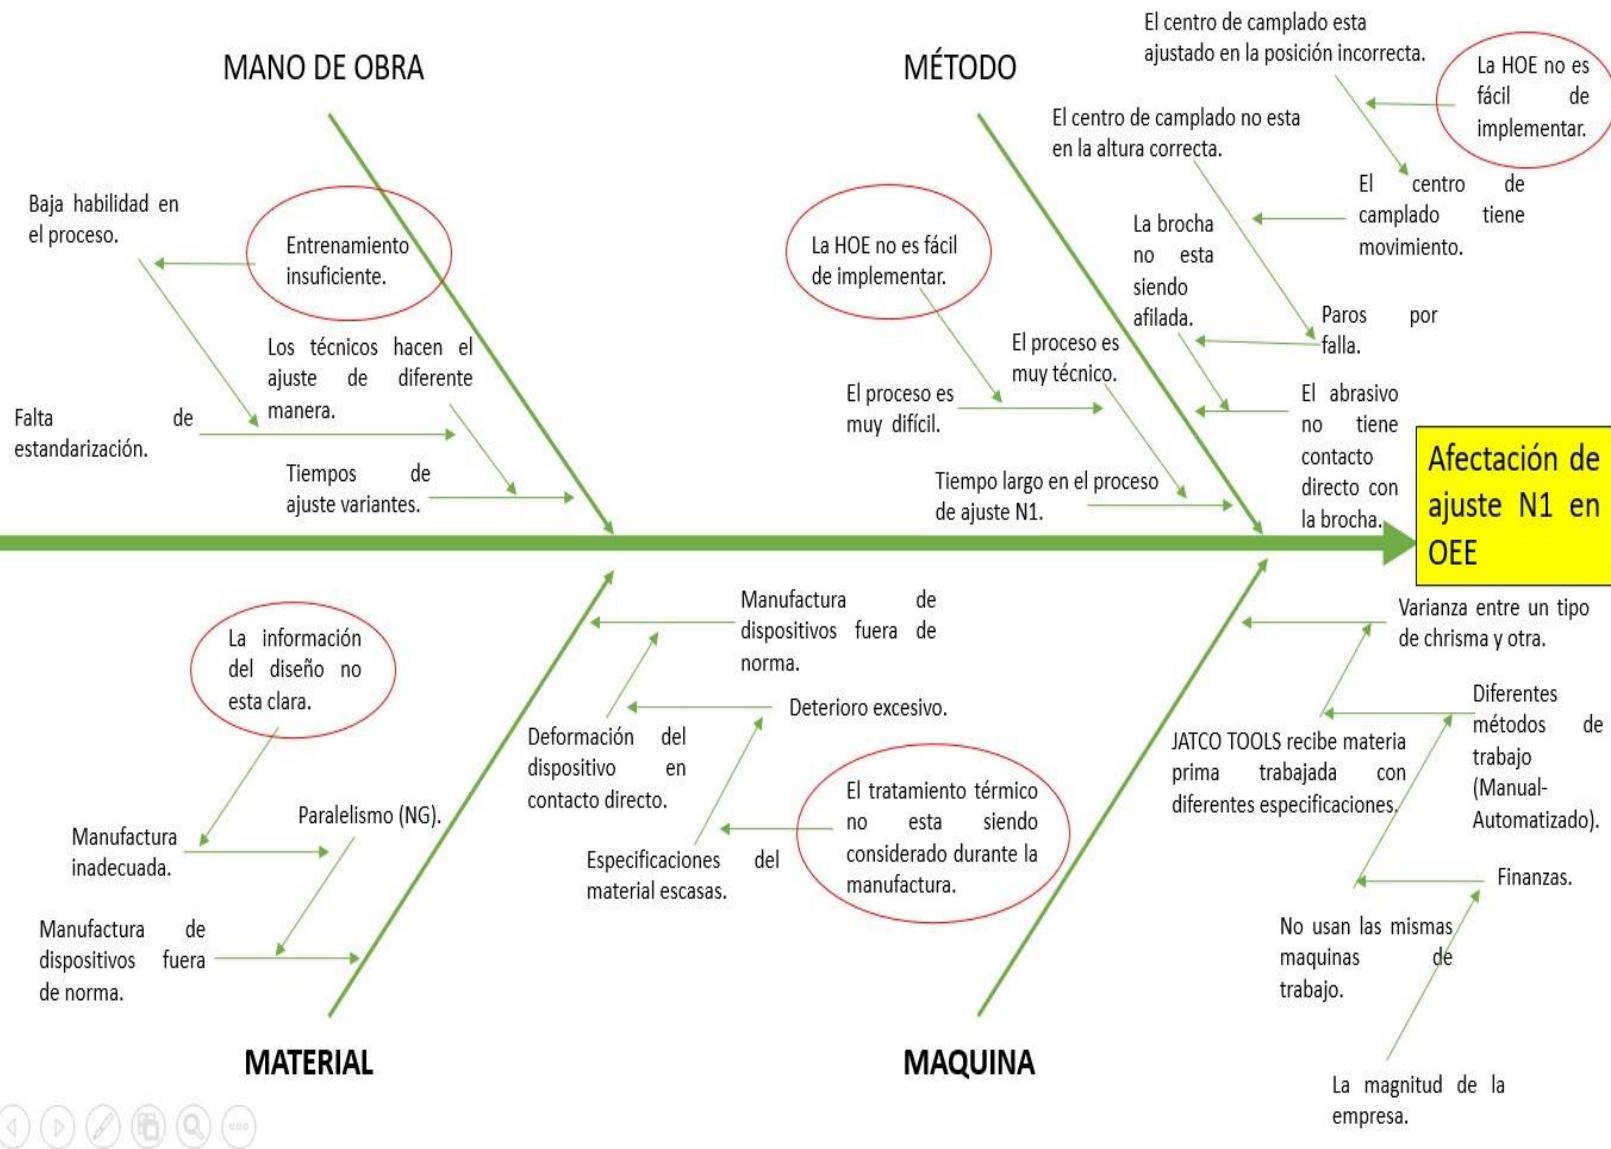 MANO DE OBRA
Baja habilidad en
el proceso.
Entrenamiento
insuficiente.
Los técnicos hacen el
ajuste de diferente
manera.
Falta de
estandarización.
Tiempos de
ajuste variantes.
MÉTODO
El centro de camplado esta
ajustado en la posición incorrecta.
La HOE no es
fácil de
implementar.
El centro de camplado no esta
en la altura correcta.
El centro de
camplado tiene
movimiento.
La brocha
no esta
siendo
afilada.
Paros por
falla.
La HOE no es fácil
de implementar.
El proceso es
muy técnico.
El proceso es
muy difícil.
El abrasivo
no tiene
contacto
directo con
la brocha.
Tiempo largo en el proceso
de ajuste N1.
Afectación de
ajuste N1 en
OEE
La información
del diseño no
esta clara.
Paralelismo (NG).
Manufactura
inadecuada.
Manufactura de
dispositivos fuera
de norma.
Manufactura de
dispositivos fuera de
norma.
Deterioro excesivo.
Deformación del
dispositivo en
contacto directo.
El tratamiento térmico
no esta siendo
considerado durante la
manufactura.
Especificaciones del
material escasas.
MATERIAL
Varianza entre un tipo
de chrisma y otra.
Diferentes
métodos de
trabajo
(Manual-
Automatizado).
JATCO TOOLS recibe materia
prima trabajada con
diferentes especificaciones.
Finanzas.
No usan las mismas
maquinas de
trabajo.
La magnitud de la
empresa.
MAQUINA